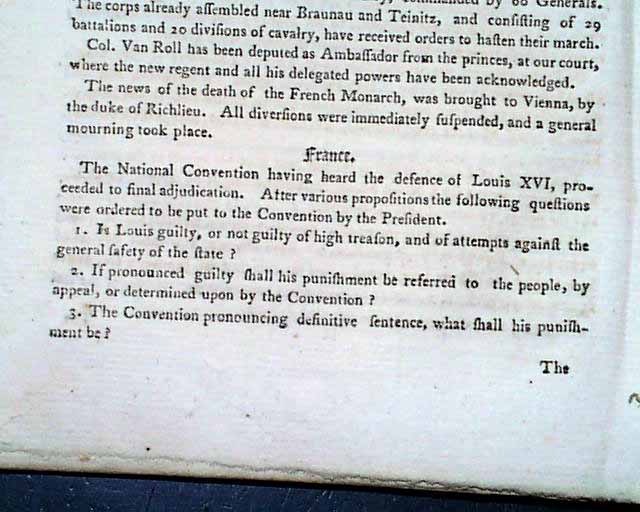 commanded by 60 Generals.
The corps already aſſembled near Braunau and Teinitz, and conſiſting of 29
battalions and 20 diviſions of cavalry, have received orders to haſten their march.
Col. Van Roll has been deputed as Ambaſſador from the princes, at our court,
where the new regent and all his delegated powers have been acknowledged.
The news of the death of the French Monarch, was brought to Vienna, by
the duke of Richlieu. All diverſions were immediately ſuſpended, and a general
mourning took place.
France.
The National Convention having heard the defence of Louis XVI, pro-
ceeded to final adjudication. After various propoſitions the following queſtions
were ordered to be put to the Convention by the Preſident.
1. Is Louis guilty, or not guilty of high treaſon, and of attempts againſt the
general ſafety of the ſtate ?
2. If pronounced guilty ſhall his puniſhment be referred to the people, by
appeal, or determined upon by the Convention ?
3. The Convention pronouncing definitive ſentence, what ſhall his puniſh-
ment be ?
The